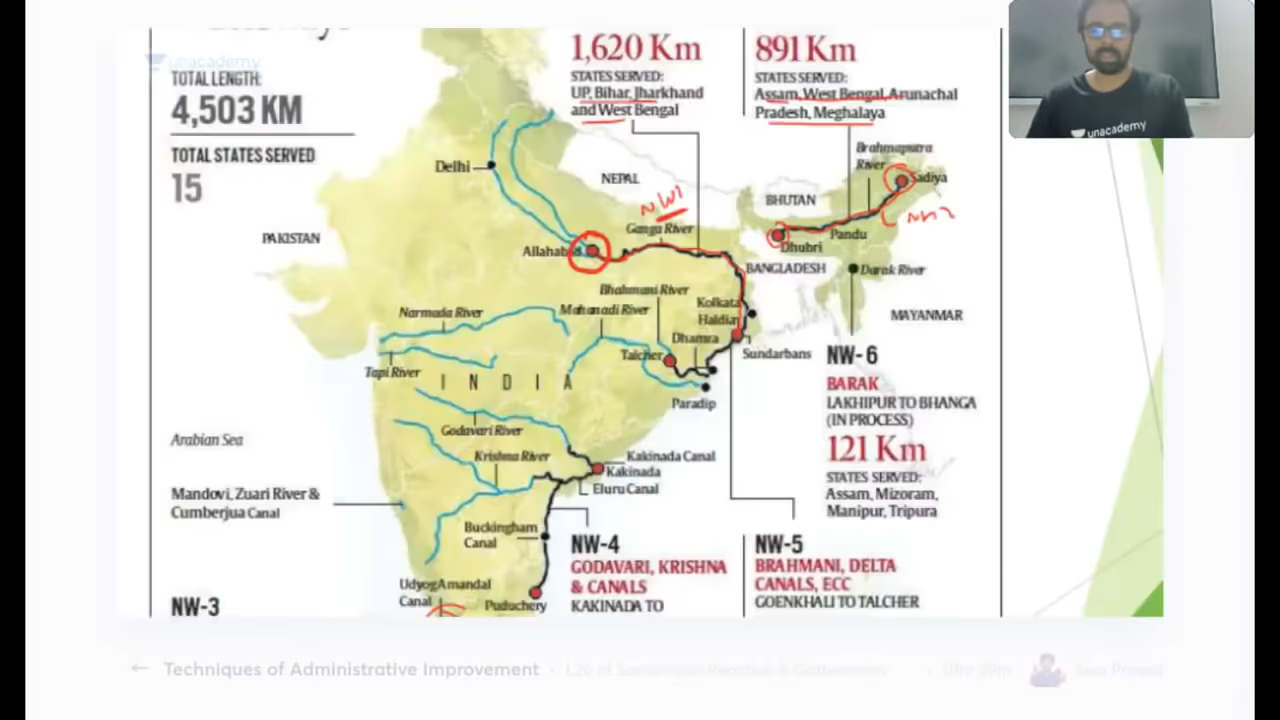 unacademy
TOTAL LENGTH:
4,503 KM
TOTAL STATES SERVED
15
1,620 Km
STATES SERVED:
UP, Bihar, Jharkhand
and West Bengal
891 Km
STATES SERVED:
Assam, West Bengal, Arunachal
Pradesh, Meghalaya
unacademy
Delhi
NEPAL
Brahmaputra
River
Sadiya
BHUTAN
NW1
PAKISTAN
Ganga River
Allahabad
Pandu
Dhubri
BANGLADESH
Barak River
Bhahmani River
Narmada River
Mahanadi River
Kolkata
Haldia
MAYANMAR
Dhamra
Talcher
Sundarbans
Tapi River
INDIA
Paradip
NW-6
BARAK
LAKHIPUR TO BHANGA
(IN PROCESS)
121 Km
STATES SERVED:
Assam, Mizoram,
Manipur, Tripura
Arabian Sea
Godavari River
Krishna River
Kakinada Canal
Kakinada
Eluru Canal
Mandovi, Zuari River &
Cumberjua Canal
Buckingham
Canal
NW-4
GODAVARI, KRISHNA
& CANALS
KAKINADA TO
NW-5
BRAHMANI, DELTA
CANALS, ECC
GOENKHALI TO TALCHER
Udyog Amandal
Canal
Puduchery
NW-3
← Techniques of Administrative Improvement